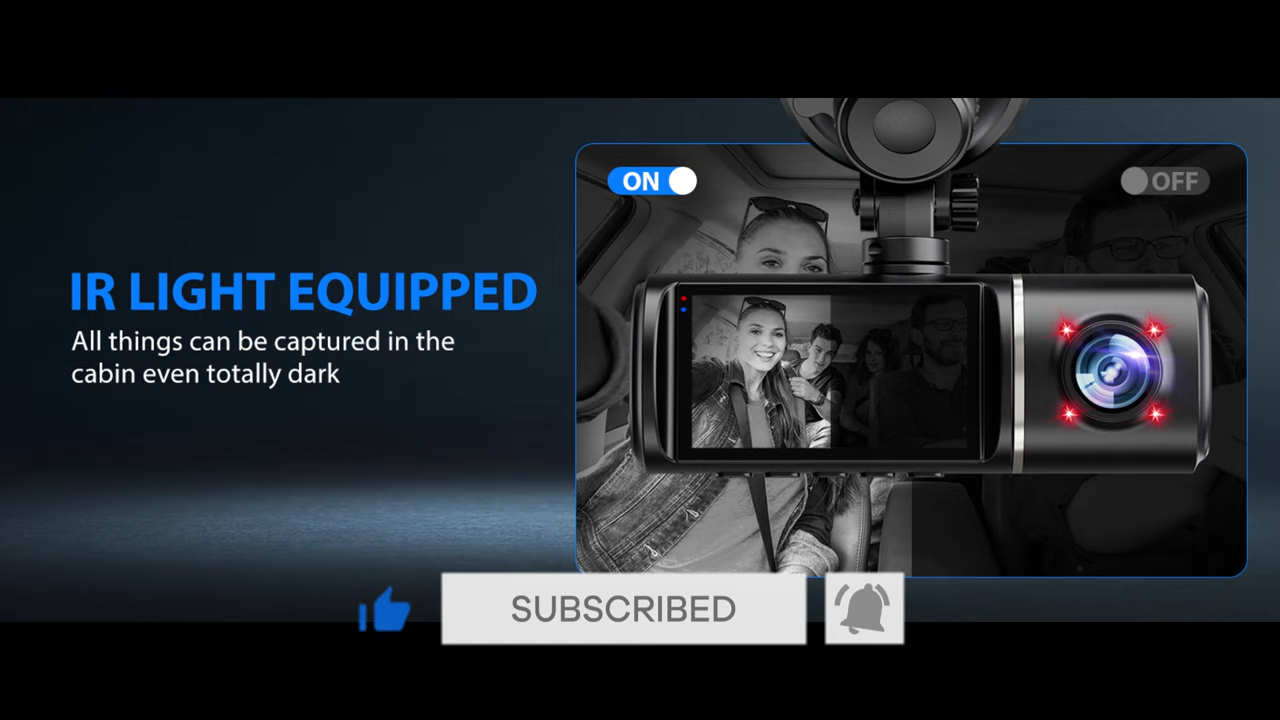 ON
OFF
IR LIGHT EQUIPPED
All things can be captured in the
cabin even totally dark
SUBSCRIBED